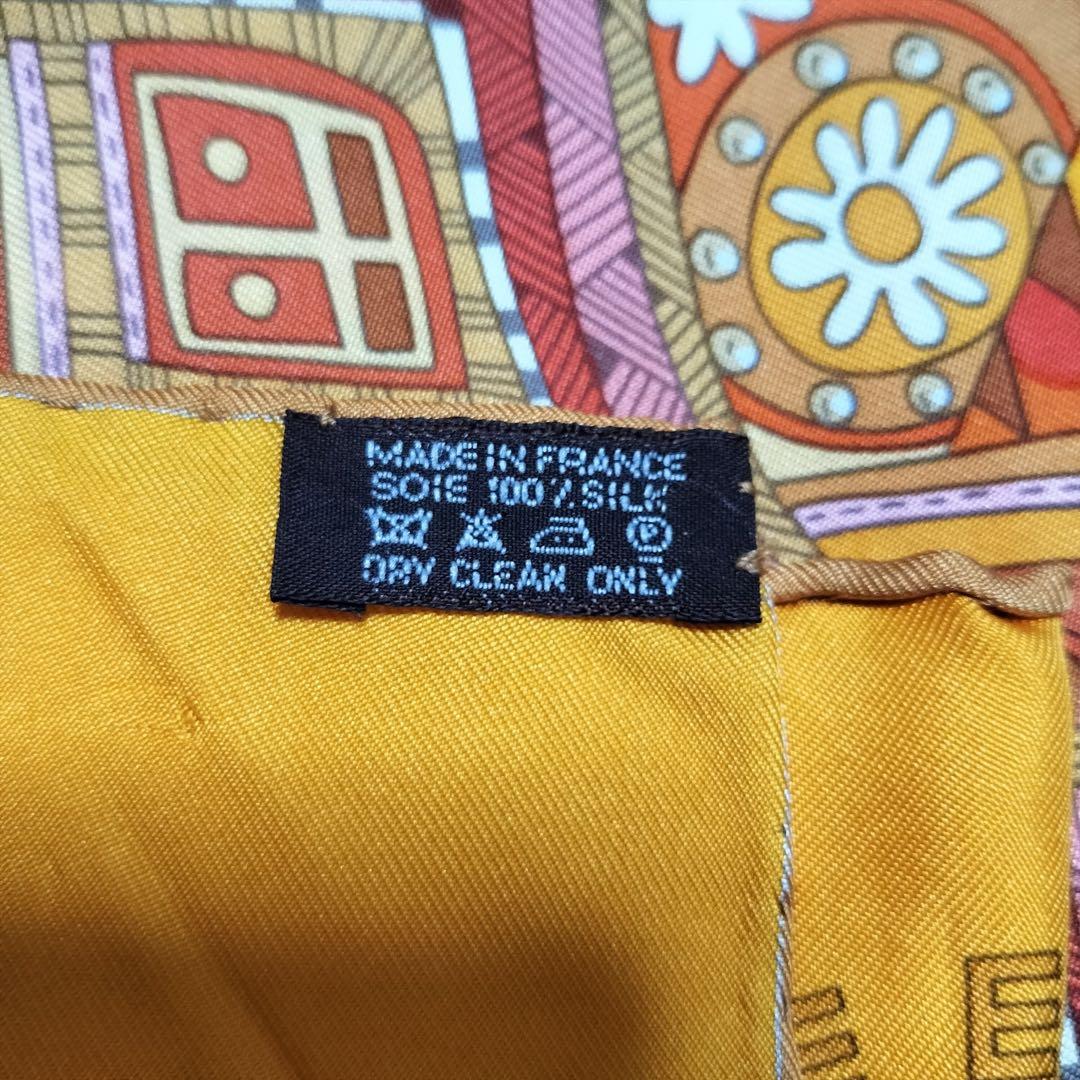 MADE IN FRANCE
SOIE 100% SILK
P
DRY CLEAN ONLY
E